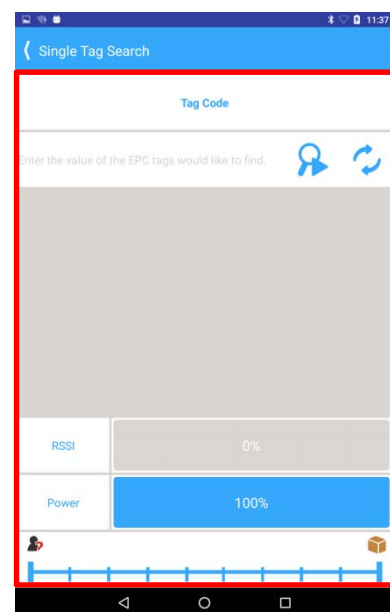 11:37
Single Tag Search
Tag Code
Enter the value of the EPC tags would like to find.
RSSI
0%
Power
100%